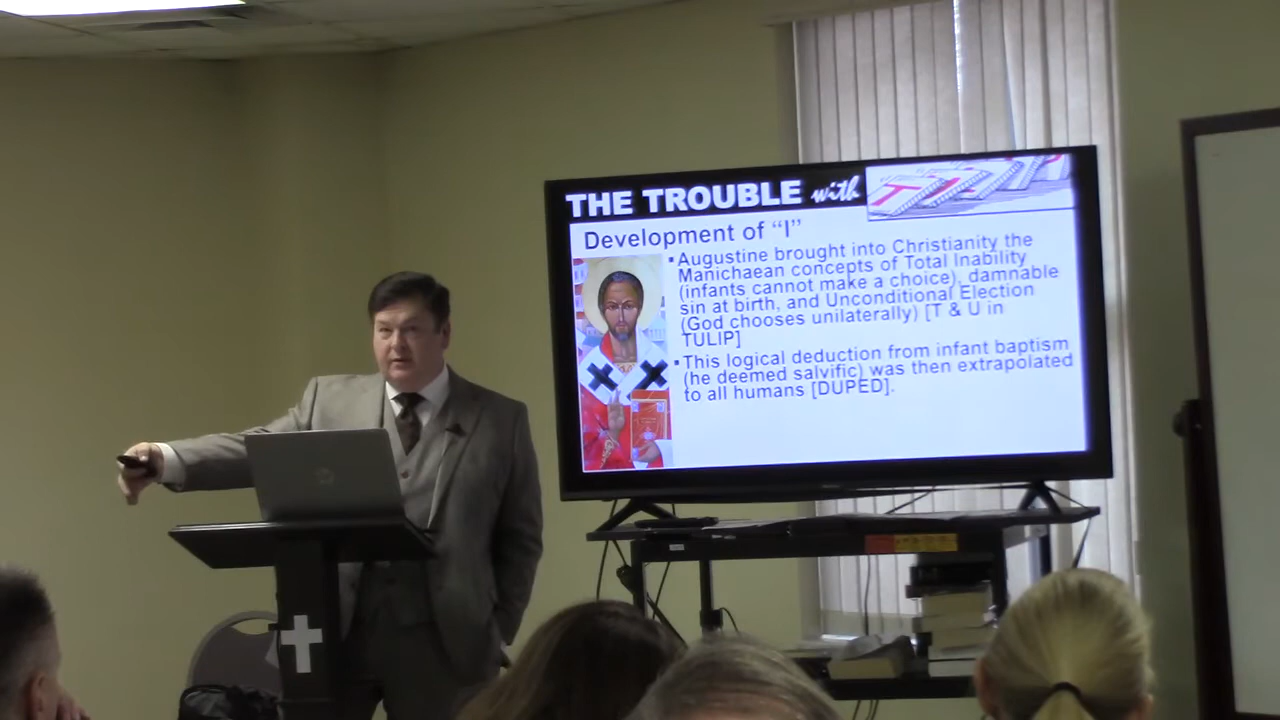 THE TROUBLE with
Development of “I”
▪Augustine brought into Christianity the
Manichaean concepts of Total Inability
(infants cannot make a choice), damnable
sin at birth, and Unconditional Election
(God chooses unilaterally) [T & U in
TULIP]
▪This logical deduction from infant baptism
(he deemed salvific) was then extrapolated
to all humans [DUPED].